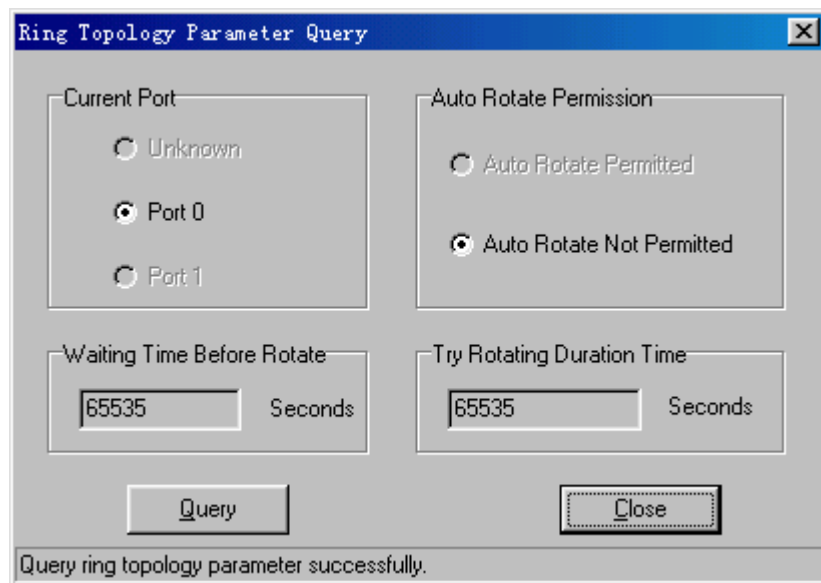 Ring Topology Parameter Query
Current Port
Unknown
Port 0
Port 1
Auto Rotate Permission
Auto Rotate Permitted
Auto Rotate Not Permitted
Waiting Time Before Rotate
65535 Seconds
Try Rotating Duration Time
65535 Seconds
Query
Close
Query ring topology parameter successfully.